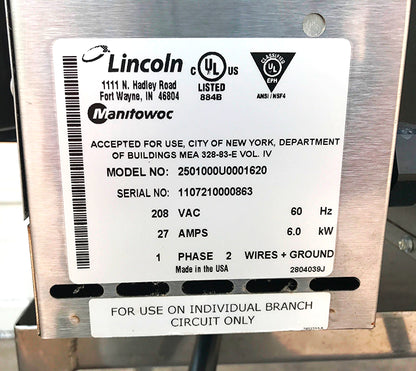 Lincoln
1111 N. Hadley Road
Fort Wayne, IN 46804
Manitowoc
C UL US
LISTED
884B
CLASSIFIED
UL
EPH
ANSI / NSF4
ACCEPTED FOR USE, CITY OF NEW YORK, DEPARTMENT
OF BUILDINGS MEA 328-83-E VOL. IV
MODEL NO: 2501000U0001620
SERIAL NO: 1107210000863
208 VAC 60 Hz
27 AMPS 6.0 kW
1 PHASE 2 WIRES + GROUND
Made in the USA 2804039J
FOR USE ON INDIVIDUAL BRANCH
CIRCUIT ONLY